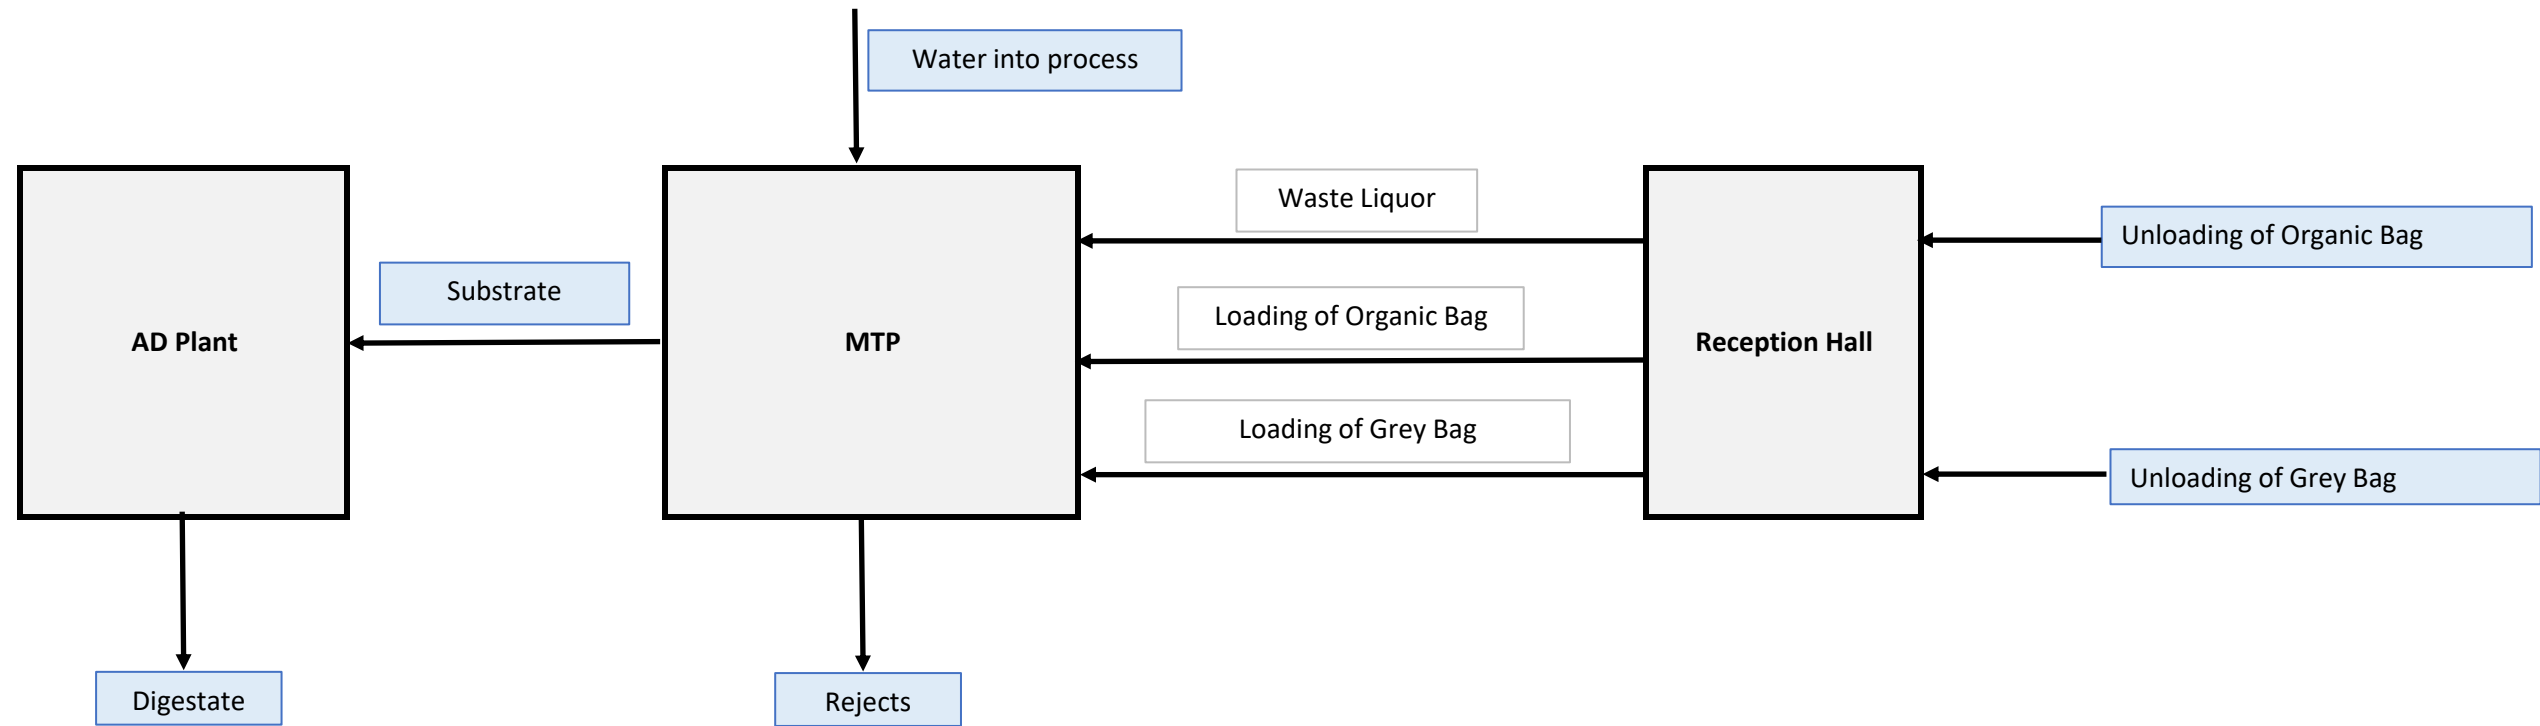 Water into process
Waste Liquor
Unloading of Organic Bag
Substrate
Loading of Organic Bag
AD Plant
MTP
Reception Hall
Loading of Grey Bag
Unloading of Grey Bag
Digestate
Rejects